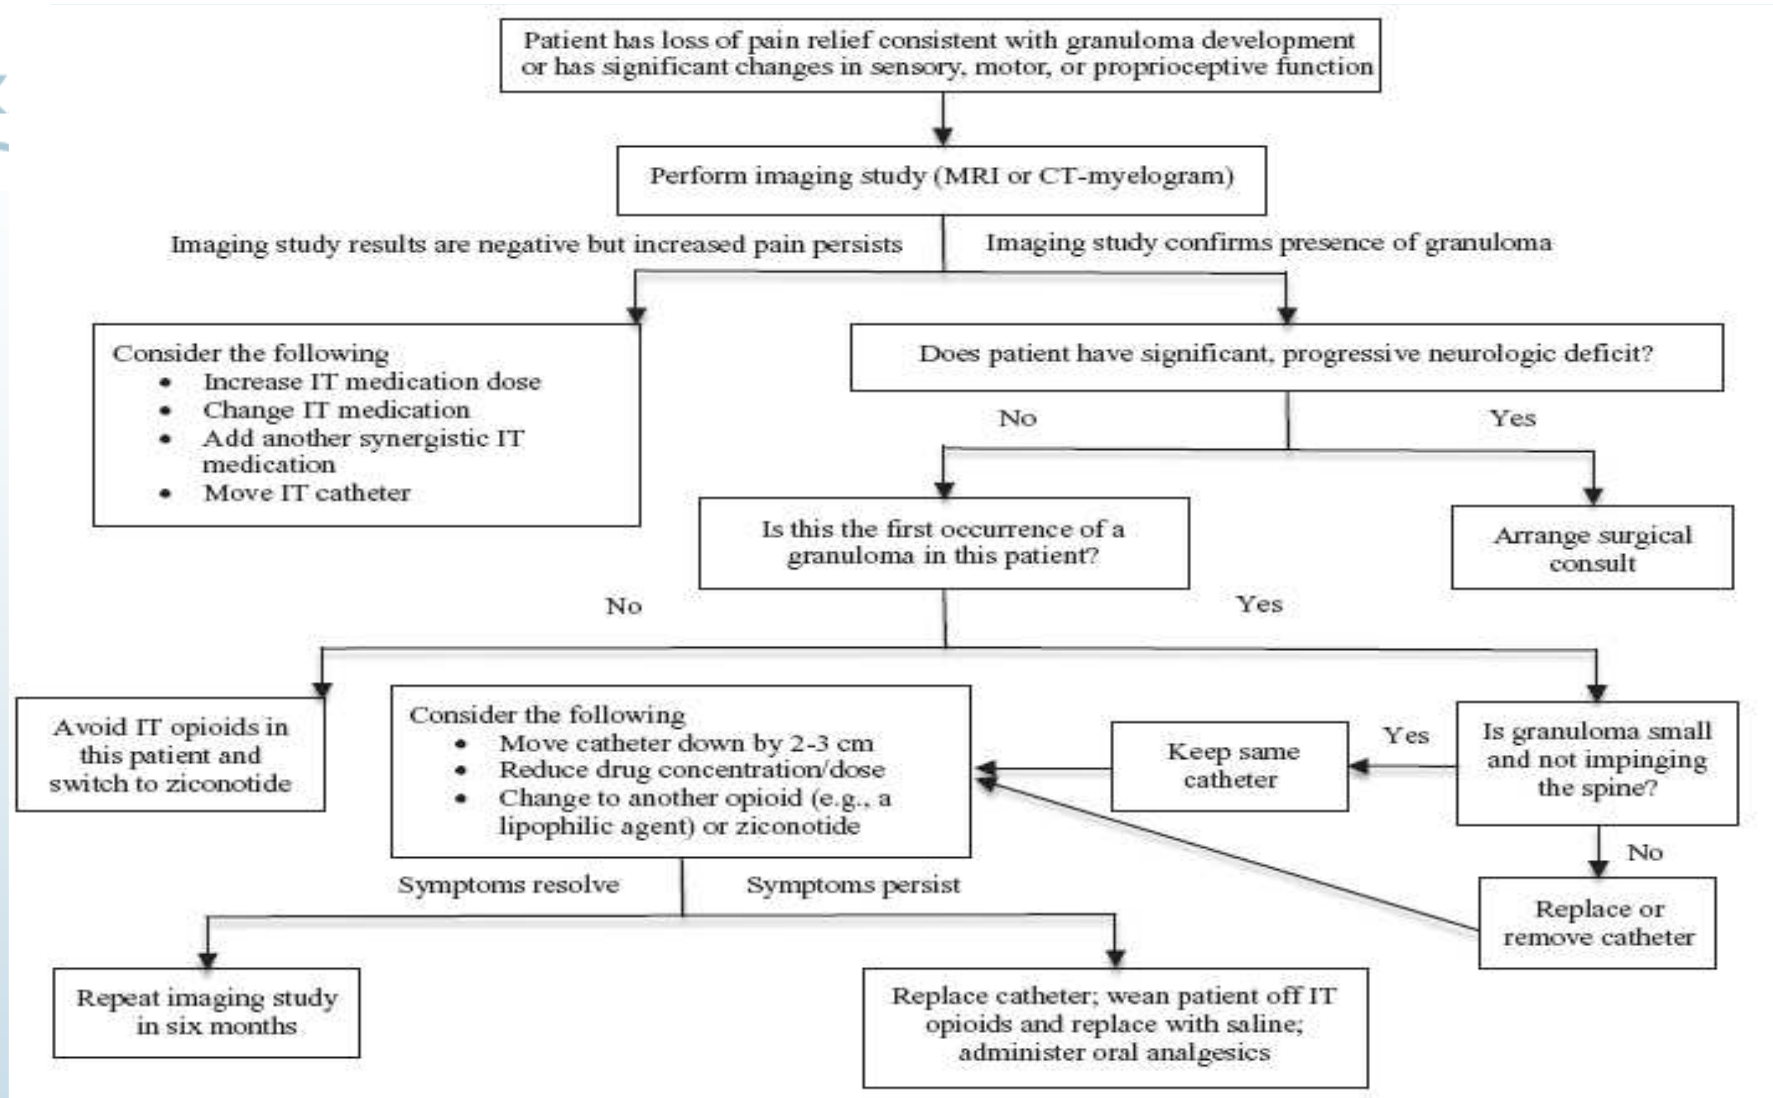 Patient has loss of pain relief consistent with granuloma development
or has significant changes in sensory, motor, or proprioceptive function
Perform imaging study (MRI or CT-myelogram)
Imaging study results are negative but increased pain persists
Imaging study confirms presence of granuloma
Consider the following
• Increase IT medication dose
• Change IT medication
• Add another synergistic IT
medication
• Move IT catheter
Does patient have significant, progressive neurologic deficit?
No
Yes
Is this the first occurrence of a
granuloma in this patient?
Arrange surgical
consult
No
Yes
Avoid IT opioids in
this patient and
switch to ziconotide
Consider the following
• Move catheter down by 2-3 cm
• Reduce drug concentration/dose
• Change to another opioid (e.g., a
lipophilic agent) or ziconotide
Keep same
catheter
Yes
Is granuloma small
and not impinging
the spine?
No
Replace or
remove catheter
Symptoms resolve
Symptoms persist
Repeat imaging study
in six months
Replace catheter; wean patient off IT
opioids and replace with saline;
administer oral analgesics